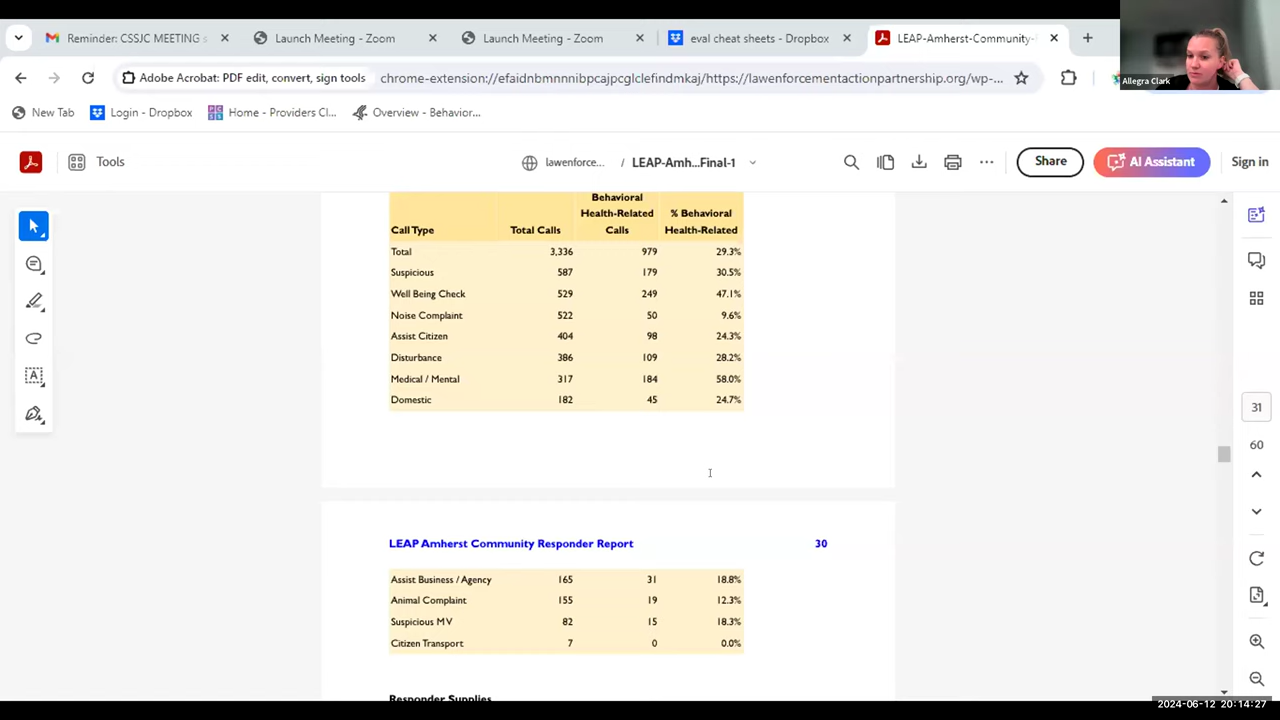 Reminder: CSSJC MEETING s
Launch Meeting - Zoom
Launch Meeting - Zoom
eval cheat sheets - Dropbox
LEAP-Amherst-Community-
Adobe Acrobat: PDF edit, convert, sign tools
chrome-extension://efaidnbmnnnibpcajpcglclefindmkaj/https://lawenforcementactionpartnership.org/wp-...
Allegra Clark
New Tab
Login - Dropbox
Home - Providers Cl...
Overview - Behavior...
Tools
lawenforce...
/ LEAP-Amh...Final-1
Share
AI Assistant
Sign in
Call Type Total Calls Behavioral Health-Related Calls % Behavioral Health-Related
Total 3,336 979 29.3%
Suspicious 587 179 30.5%
Well Being Check 529 249 47.1%
Noise Complaint 522 50 9.6%
Assist Citizen 404 98 24.3%
Disturbance 386 109 28.2%
Medical / Mental 317 184 58.0%
Domestic 182 45 24.7%
31
60
LEAP Amherst Community Responder Report 30
Assist Business / Agency 165 31 18.8%
Animal Complaint 155 19 12.3%
Suspicious MV 82 15 18.3%
Citizen Transport 7 0 0.0%
Responder Supplies
2024-06-12 20:14:27